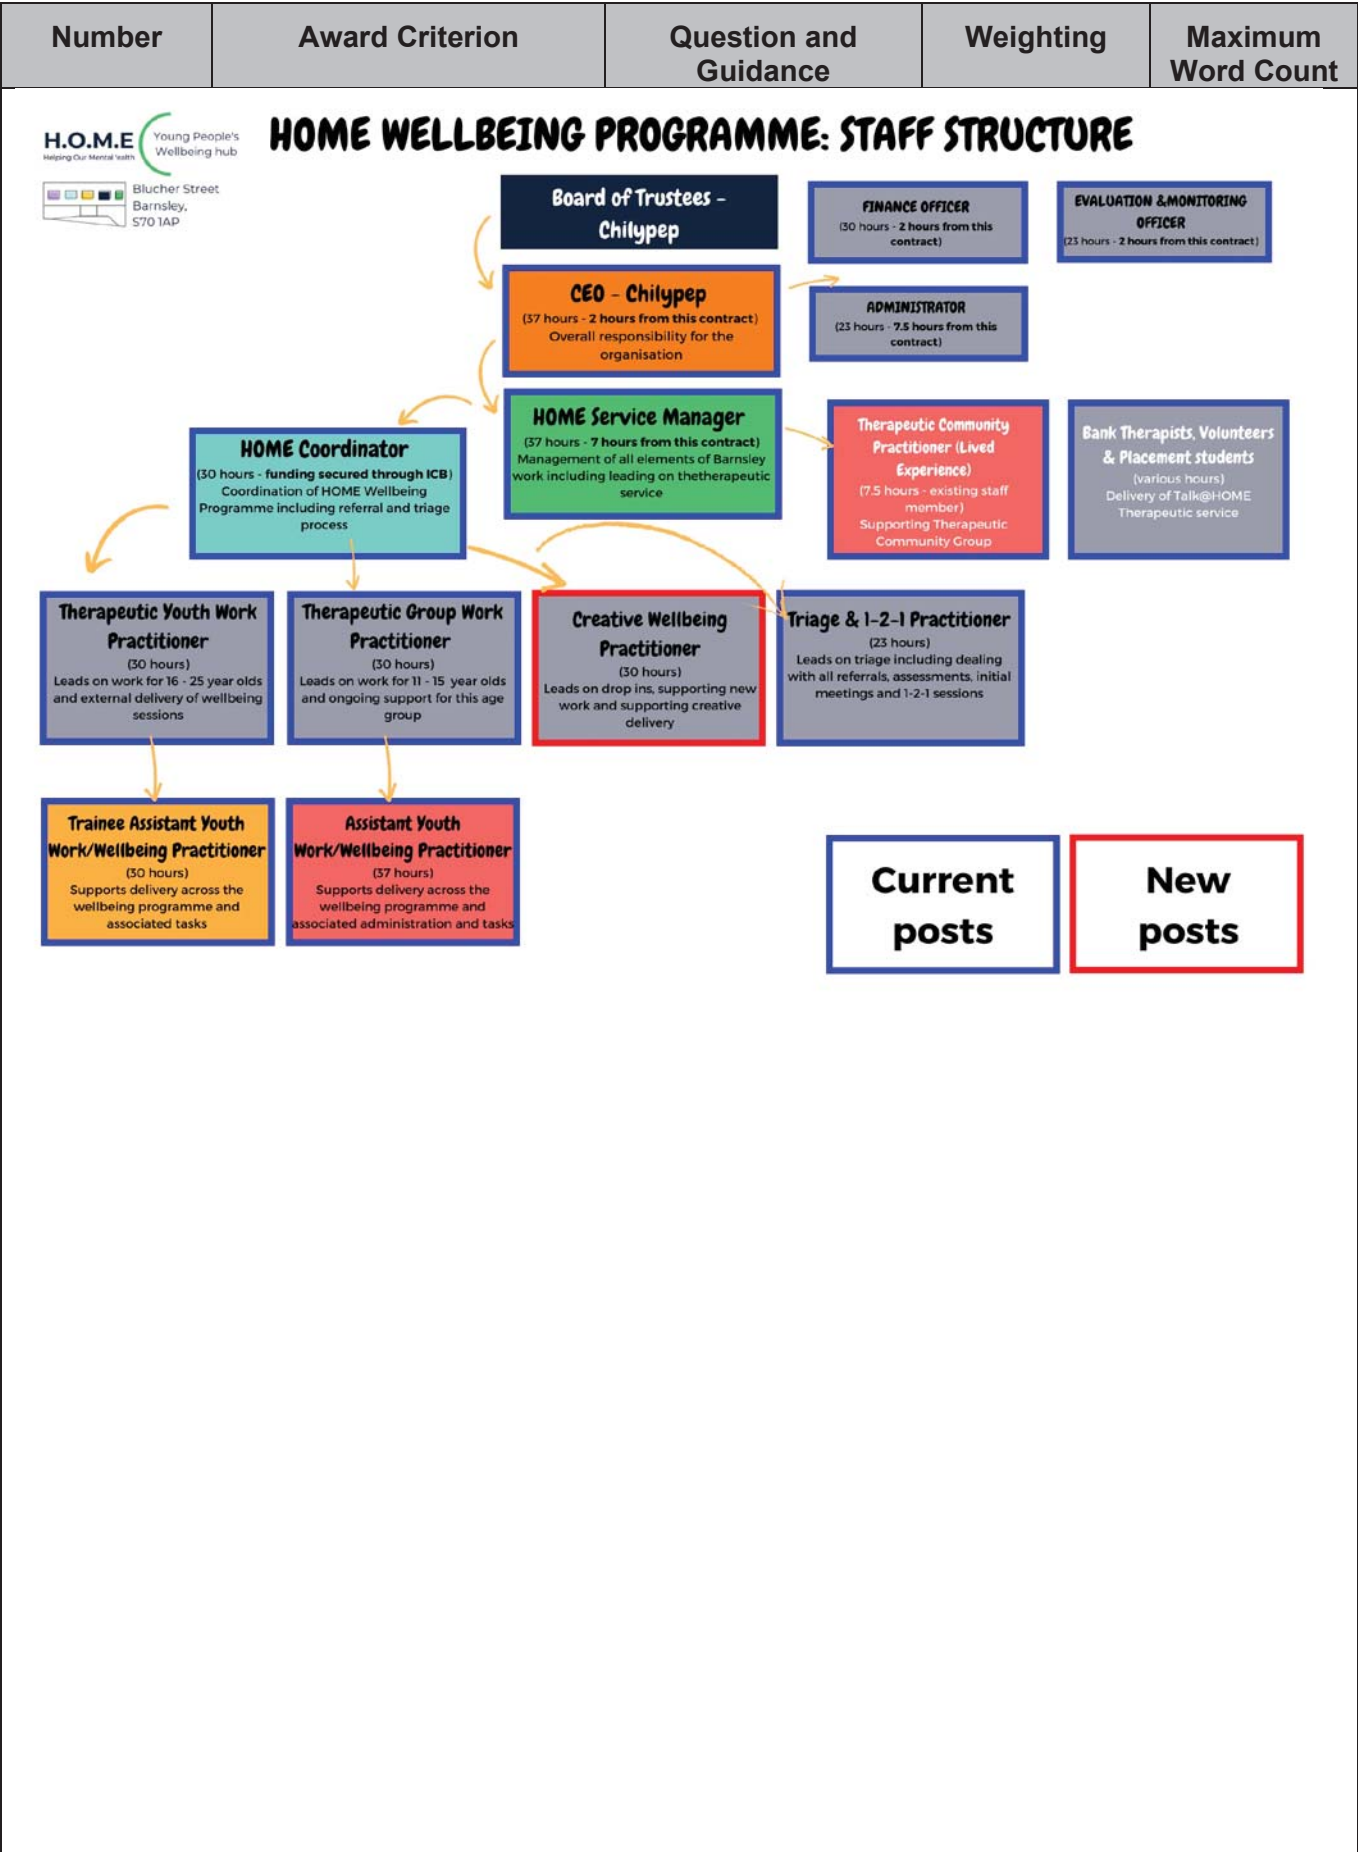 Number
Award Criterion
Question and
Guidance
Weighting
Maximum
Word Count
H.O.M.E
Helping Our Mental 'ealth
Young People's
Wellbeing hub
Blucher Street
Barnsley,
S70 1AP
HOME WELLBEING PROGRAMME: STAFF STRUCTURE
Board of Trustees -
Chilypep
FINANCE OFFICER
(30 hours - 2 hours from this
contract)
EVALUATION &MONITORING
OFFICER
(23 hours - 2 hours from this contract)
CEO - Chilypep
(37 hours - 2 hours from this contract)
Overall responsibility for the
organisation
ADMINISTRATOR
(23 hours - 7.5 hours from this
contract)
HOME Service Manager
(37 hours - 7 hours from this contract)
Management of all elements of Barnsley
work including leading on thetherapeutic
service
HOME Coordinator
(30 hours - funding secured through ICB)
Coordination of HOME Wellbeing
Programme including referral and triage
process
Therapeutic Community
Practitioner (Lived
Experience)
(7.5 hours - existing staff
member)
Supporting Therapeutic
Community Group
Bank Therapists, Volunteers
& Placement students
(various hours)
Delivery of Talk@HOME
Therapeutic service
Therapeutic Youth Work
Practitioner
(30 hours)
Leads on work for 16 - 25 year olds
and external delivery of wellbeing
sessions
Therapeutic Group Work
Practitioner
(30 hours)
Leads on work for 11 - 15 year olds
and ongoing support for this age
group
Creative Wellbeing
Practitioner
(30 hours)
Leads on drop ins, supporting new
work and supporting creative
delivery
Triage & 1-2-1 Practitioner
(23 hours)
Leads on triage including dealing
with all referrals, assessments, initial
meetings and 1-2-1 sessions
Trainee Assistant Youth
Work/Wellbeing Practitioner
(30 hours)
Supports delivery across the
wellbeing programme and
associated tasks
Assistant Youth
Work/Wellbeing Practitioner
(37 hours)
Supports delivery across the
wellbeing programme and
associated administration and tasks
Current
posts
New
posts